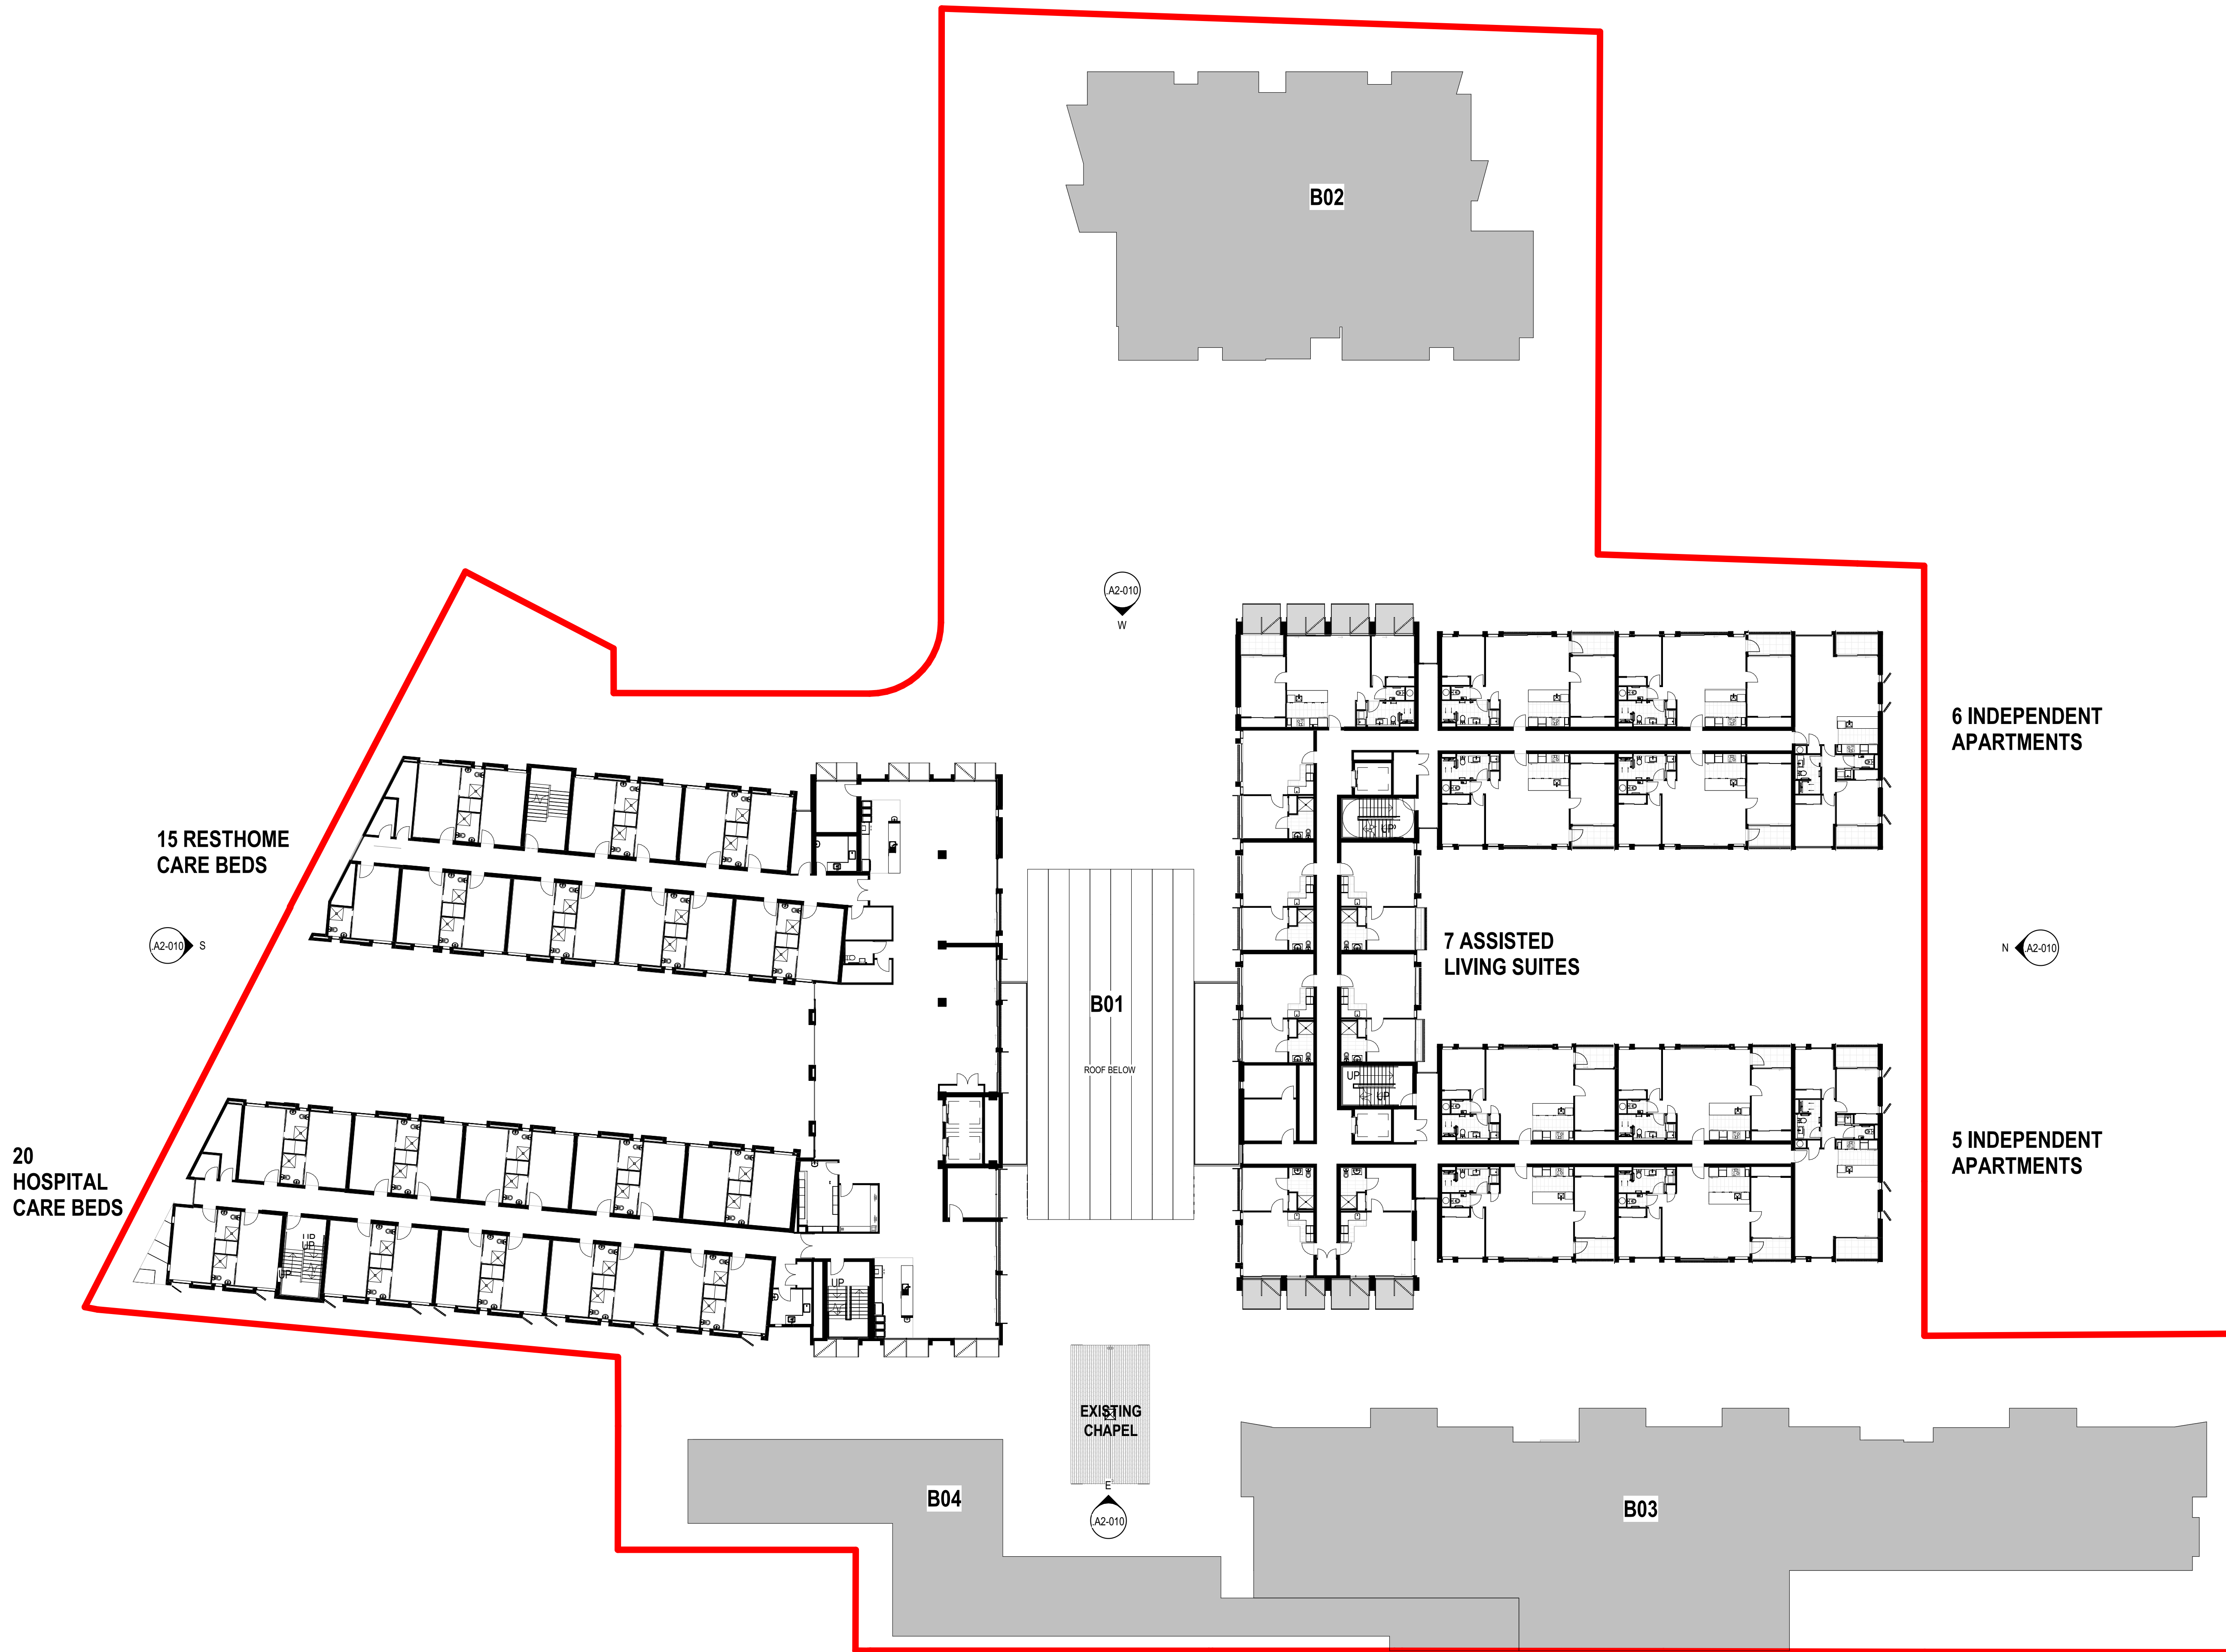 B02
.A2-010
W
6 INDEPENDENT
APARTMENTS
15 RESTHOME
CARE BEDS
UP
.A2-010
S
7 ASSISTED
LIVING SUITES
N
.A2-010
B01
ROOF BELOW
UP
UP
20
HOSPITAL
CARE BEDS
5 INDEPENDENT
APARTMENTS
UP
UP
UP
UP
EXISTING
CHAPEL
E
.A2-010
B04
B03